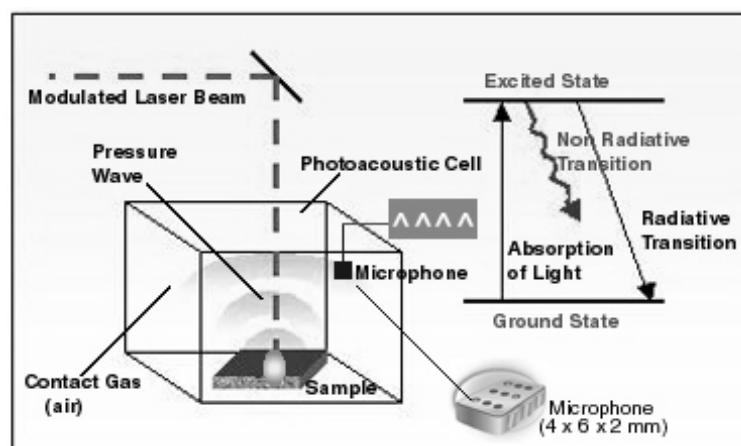 Modulated Laser Beam
Pressure
Wave
Photoacoustic Cell
Microphone
Contact Gas
(air)
Sample
Excited State
Non Radiative
Transition
Radiative
Transition
Absorption
of Light
Ground State
Microphone
(4 x 6 x 2 mm)